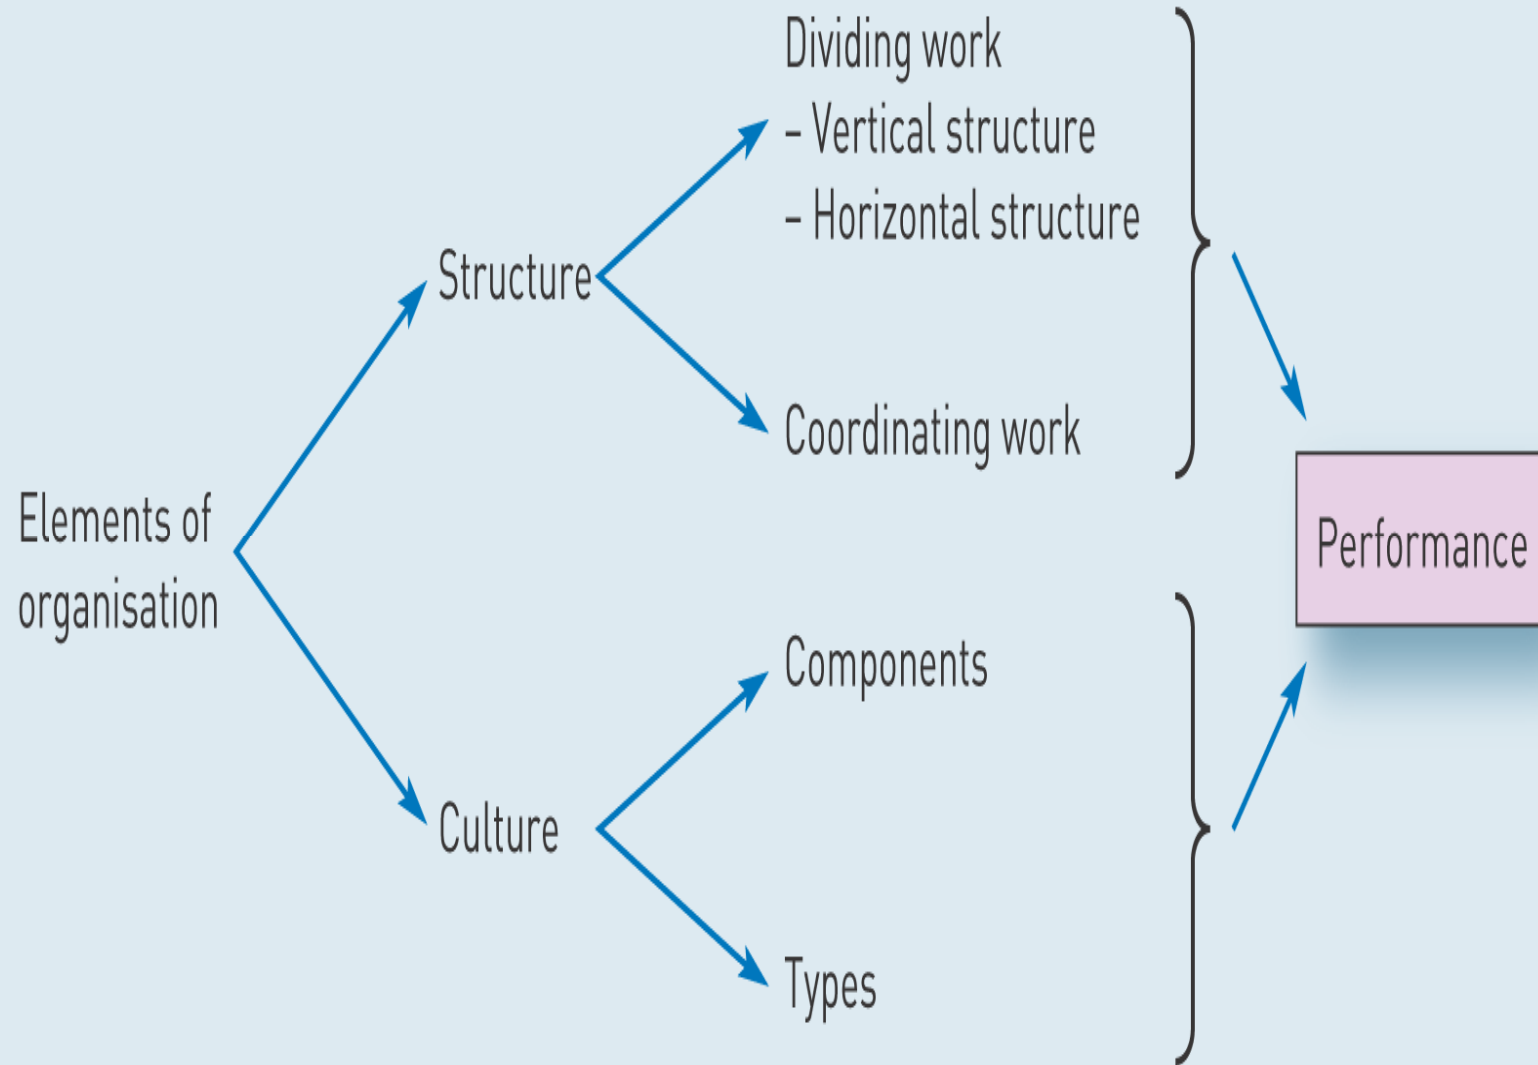 Dividing work
– Vertical structure
– Horizontal structure
Structure
Coordinating work
Elements of
organisation
Performance
Components
Culture
Types